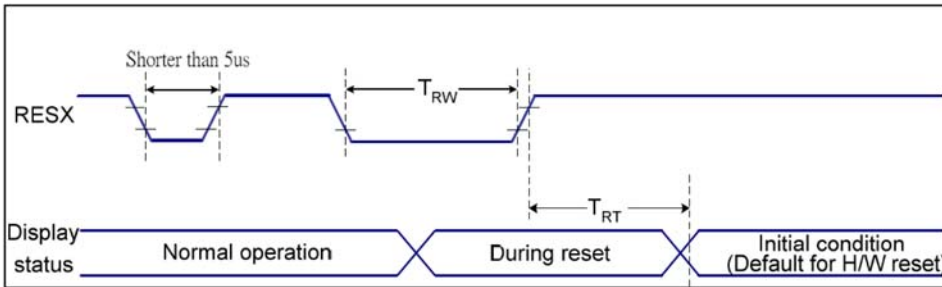 Shorter than 5us
RESX
TRW
TRT
Display
status
Normal operation
During reset
Initial condition
(Default for H/W reset)